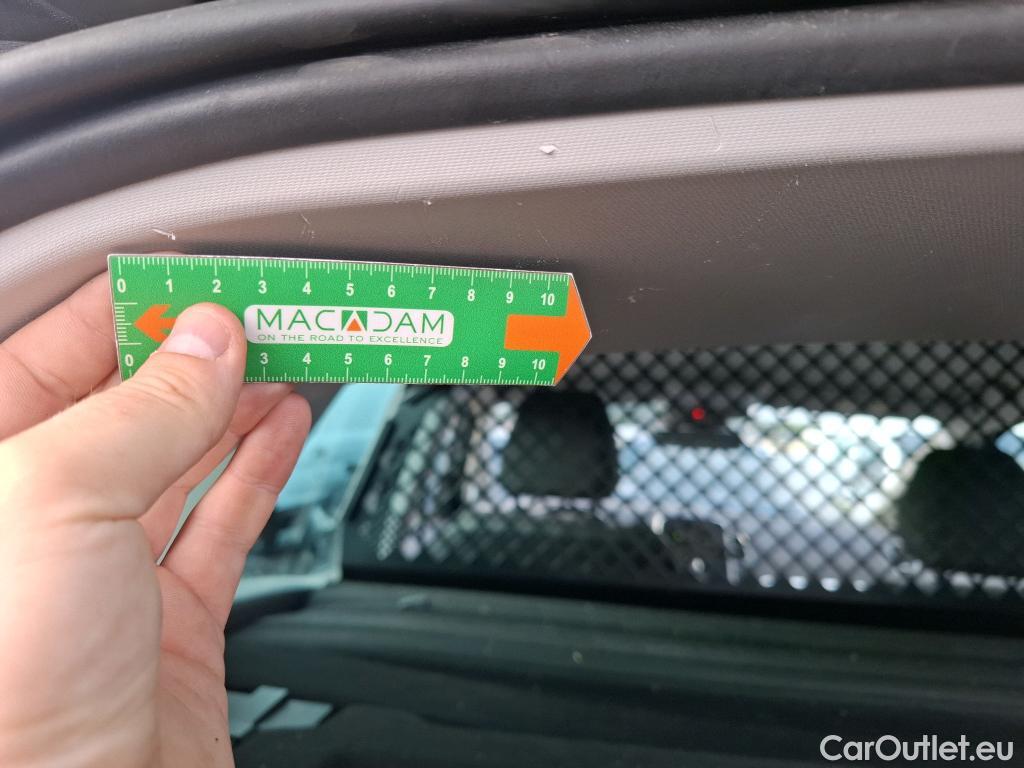 0 1 2 3 4 5 6 7 8 9 10
MACADAM
ON THE ROAD TO EXCELLENCE
0 3 4 5 6 7 8 9 10
CarOutlet.eu